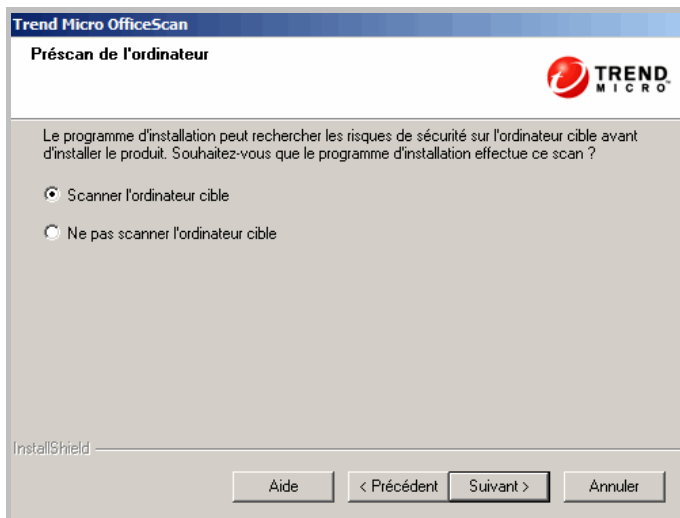 Trend Micro OfficeScan
Préscan de l'ordinateur
TREND
MICRO™
Le programme d'installation peut rechercher les risques de sécurité sur l'ordinateur cible avant
d'installer le produit. Souhaitez-vous que le programme d'installation effectue ce scan ?
Scanner l'ordinateur cible
Ne pas scanner l'ordinateur cible
InstallShield
Aide
< Précédent
Suivant >
Annuler